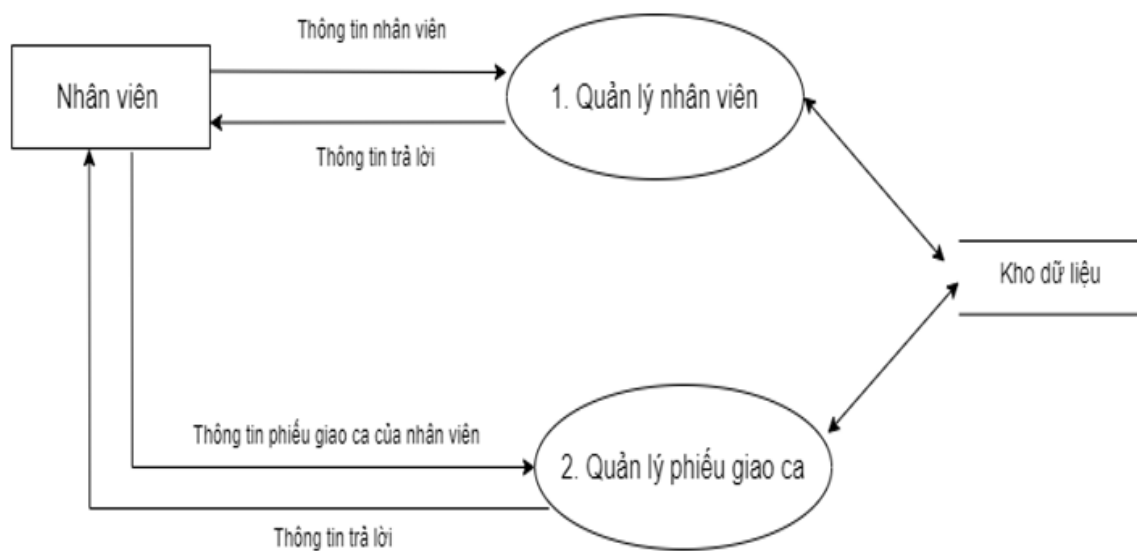 Thông tin nhân viên
Nhân viên
1. Quản lý nhân viên
Thông tin trả lời
Kho dữ liệu
Thông tin phiếu giao ca của nhân viên
2. Quản lý phiếu giao ca
Thông tin trả lời